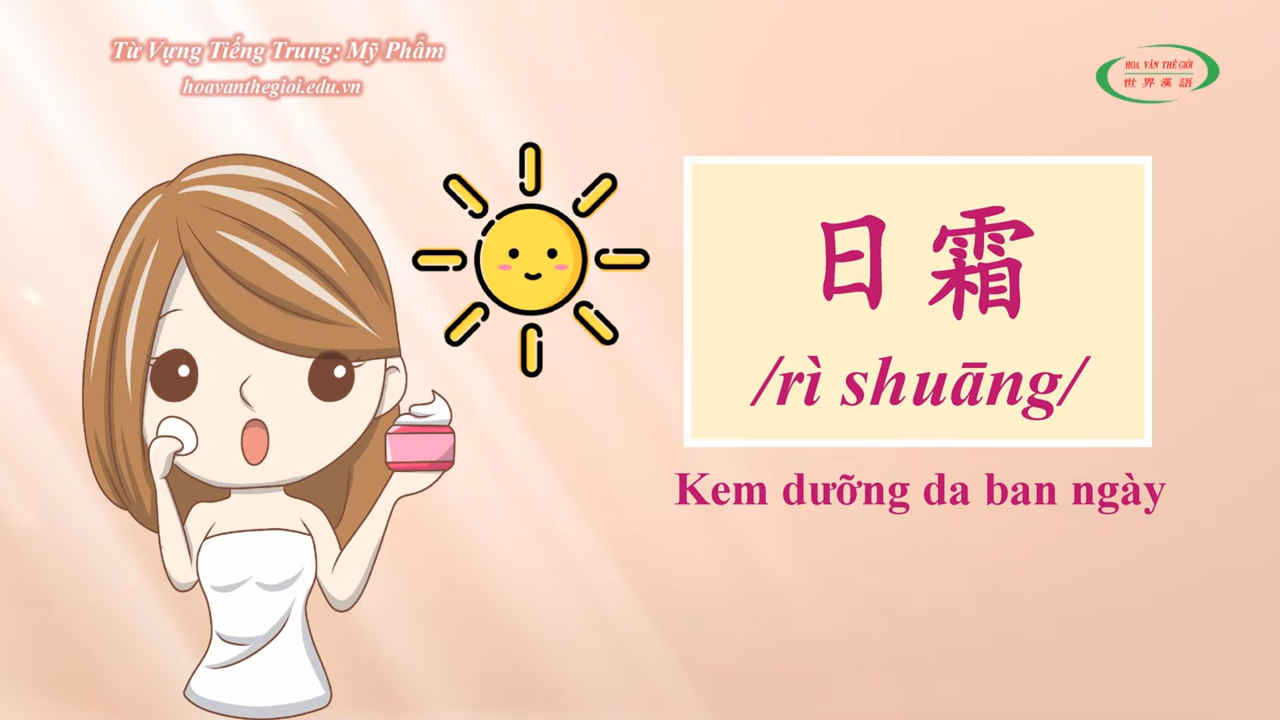 Từ Vựng Tiếng Trung: Mỹ Phẩm
hoavanthegioi.edu.vn
HOA VĂN THẾ GIỚI
世界漢語
日霜
/rì shuāng/
Kem dưỡng da ban ngày